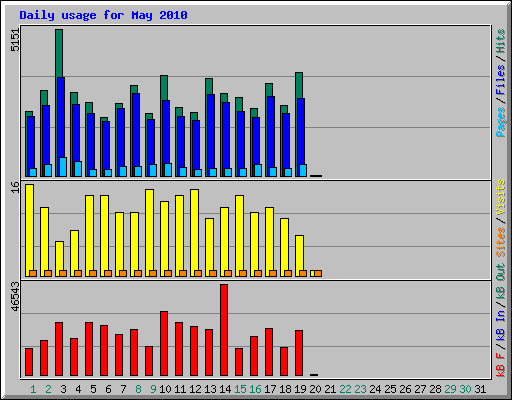 Daily usage for May 2010
5151
Pages / Files / Hits
16
Sites / Visits
46543
kB F / kB In / kB Out
1 2 3 4 5 6 7 8 9 10 11 12 13 14 15 16 17 18 19 20 21 22 23 24 25 26 27 28 29 30 31